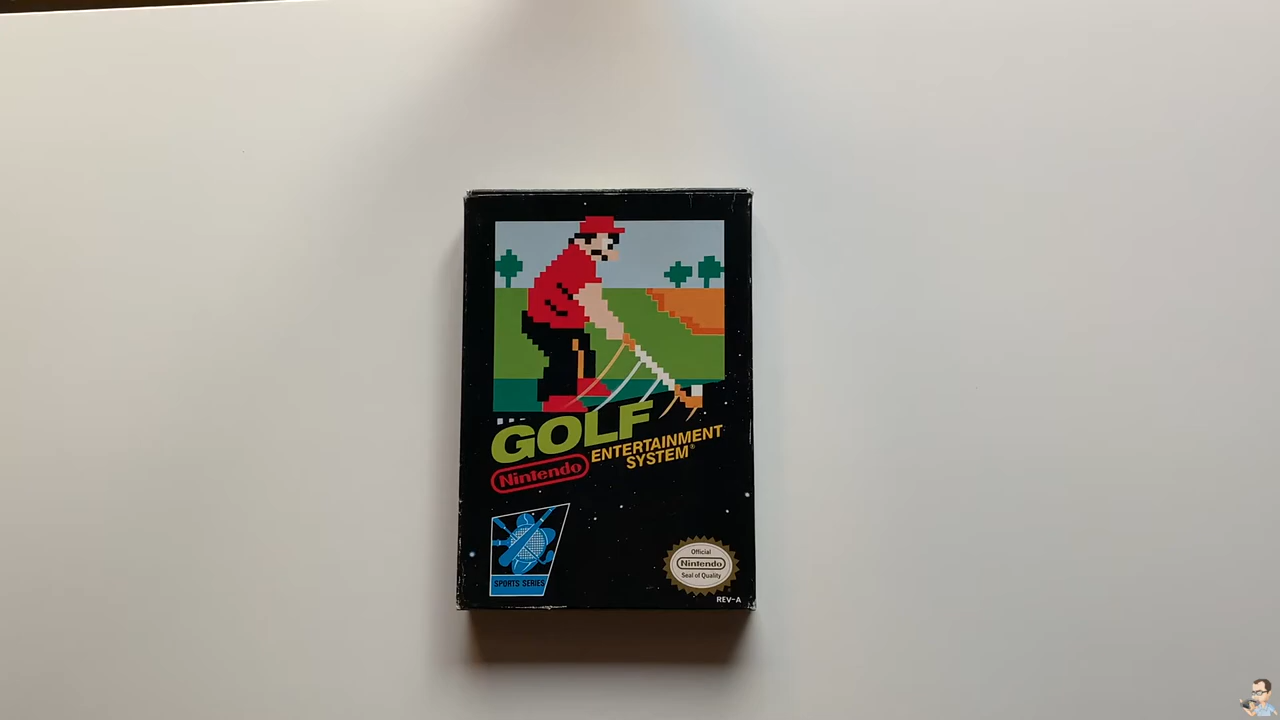 GOLF
Nintendo
ENTERTAINMENT
SYSTEM®
SPORTS SERIES
Official
Nintendo
Seal of Quality
REV-A